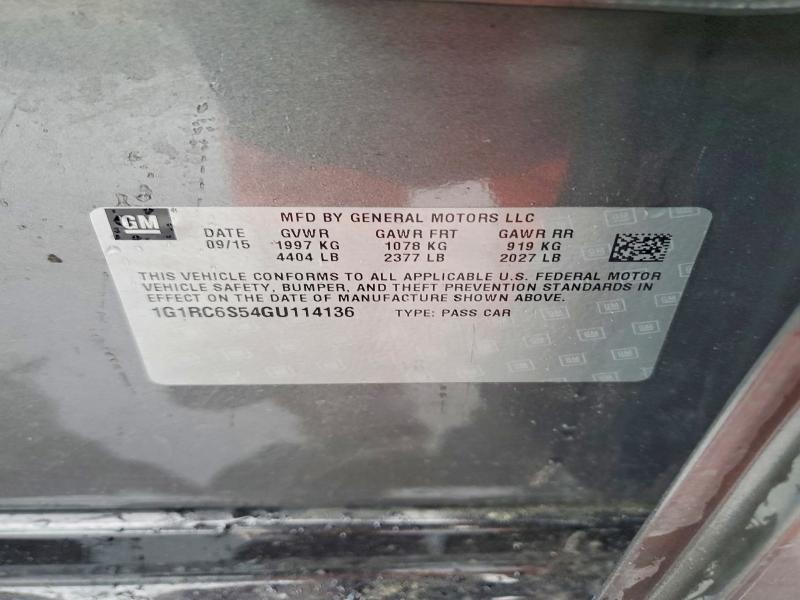 GM
MFD BY GENERAL MOTORS LLC
DATE GVWR GAWR FRT GAWR RR
09/15 1997 KG 1078 KG 919 KG
4404 LB 2377 LB 2027 LB
THIS VEHICLE CONFORMS TO ALL APPLICABLE U.S. FEDERAL MOTOR
VEHICLE SAFETY, BUMPER, AND THEFT PREVENTION STANDARDS IN
EFFECT ON THE DATE OF MANUFACTURE SHOWN ABOVE.
1G1RC6S54GU114136 TYPE: PASS CAR